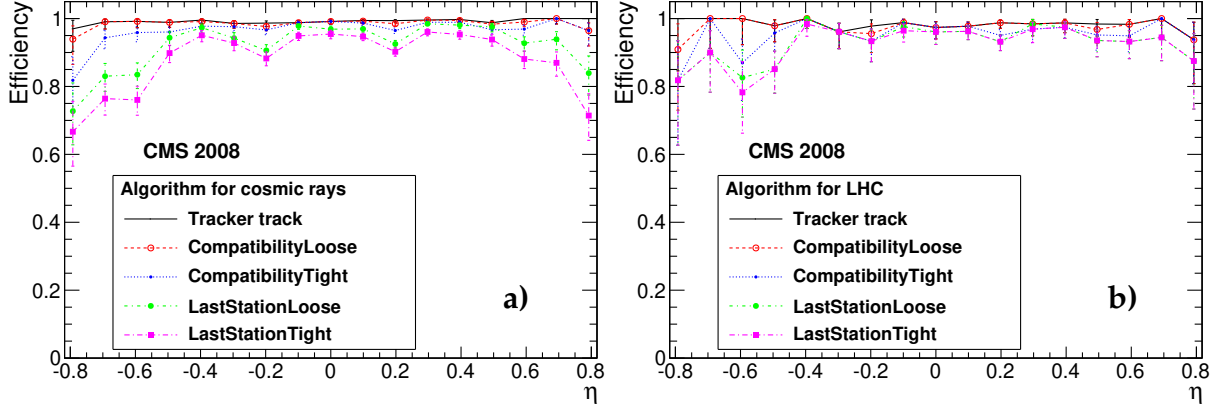 Efficiency
1
0.8
0.6
0.4
0.2
0
CMS 2008
Algorithm for cosmic rays
Tracker track
CompatibilityLoose
CompatibilityTight
LastStationLoose
LastStationTight
a)
-0.8 -0.6 -0.4 -0.2 0 0.2 0.4 0.6 0.8
η
Efficiency
1
0.8
0.6
0.4
0.2
0
CMS 2008
Algorithm for LHC
Tracker track
CompatibilityLoose
CompatibilityTight
LastStationLoose
LastStationTight
b)
-0.8 -0.6 -0.4 -0.2 0 0.2 0.4 0.6 0.8
η